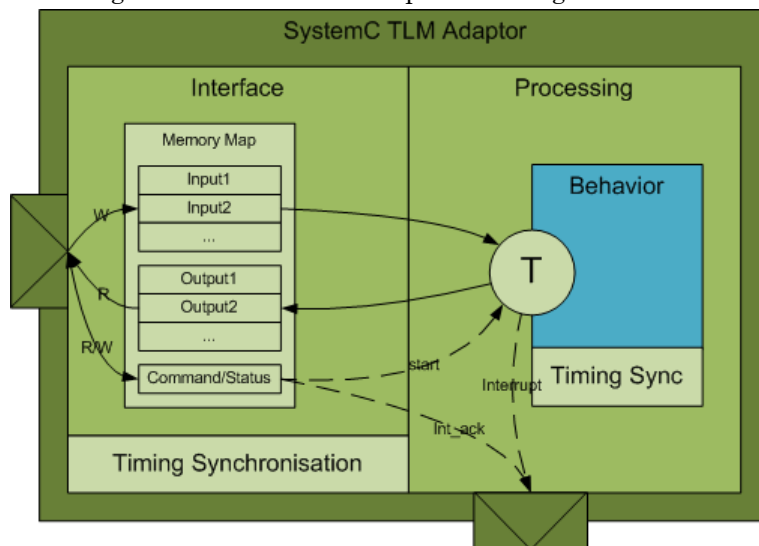 SystemC TLM Adaptor
Interface
Processing
Memory Map
Input1
Input2
...
Output1
Output2
...
Command/Status
W
R
R/W
Behavior
T
Timing Sync
start
Interrupt
Int_ack
Timing Synchronisation